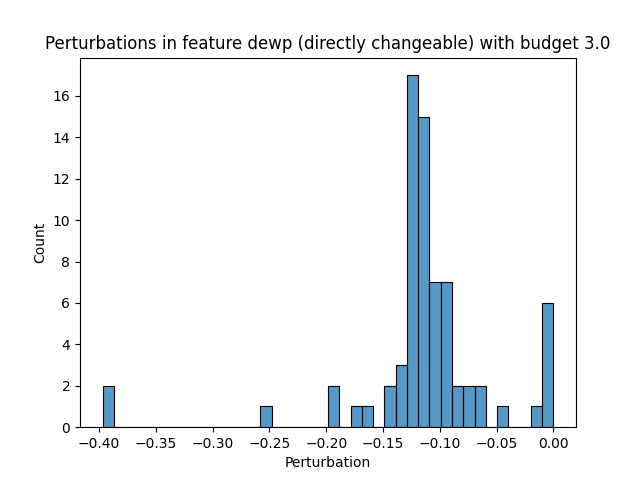 Perturbations in feature dewp (directly changeable) with budget 3.0
16
14
12
10
8
6
4
2
0
Count
−0.40 −0.35 −0.30 −0.25 −0.20 −0.15 −0.10 −0.05 0.00
Perturbation